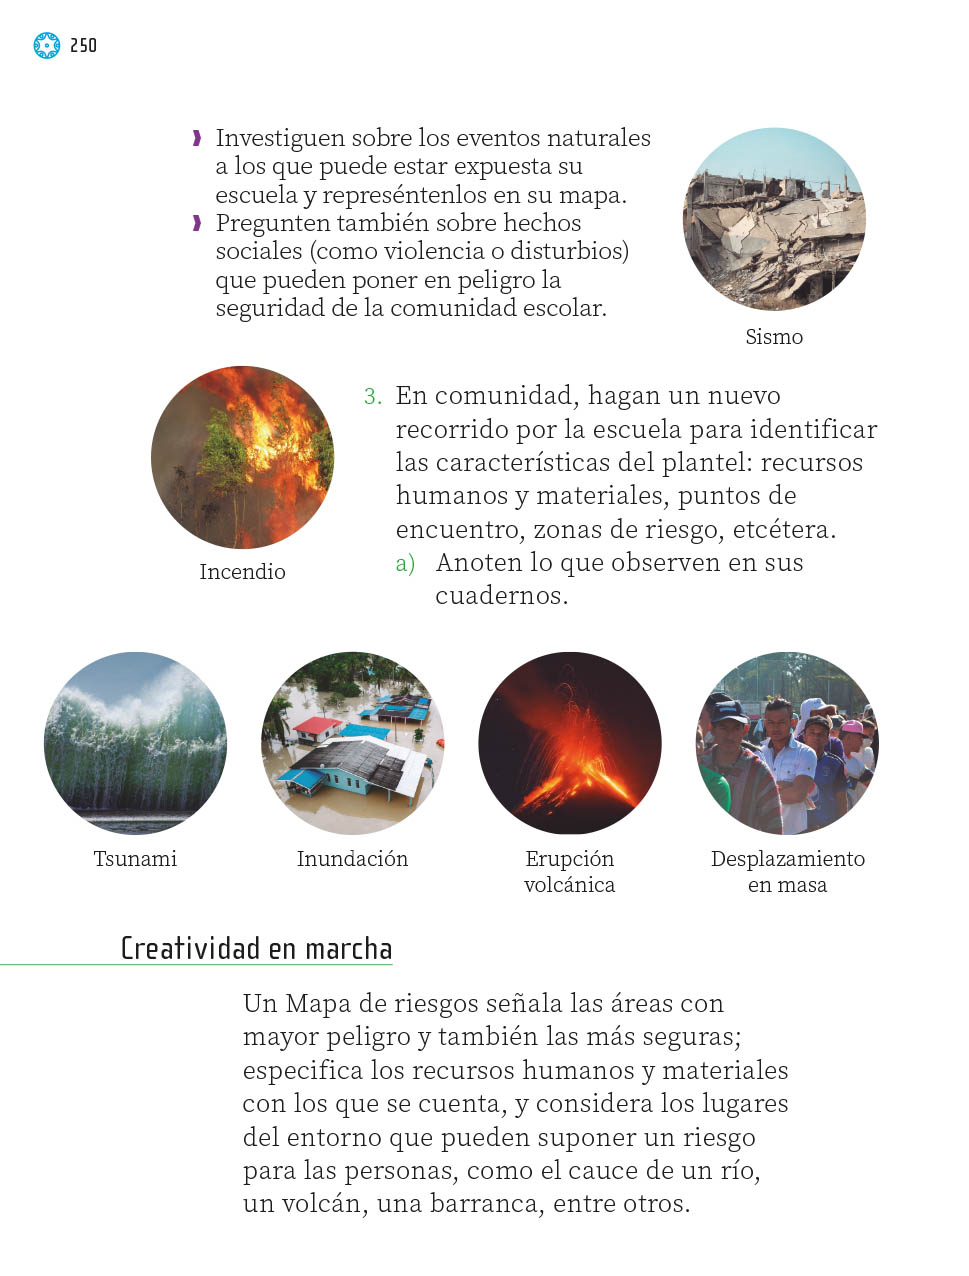 250
Investiguen sobre los eventos naturales
a los que puede estar expuesta su
escuela y represéntenlos en su mapa.
Pregunten también sobre hechos
sociales (como violencia o disturbios)
que pueden poner en peligro la
seguridad de la comunidad escolar.
Sismo
Incendio
3. En comunidad, hagan un nuevo
recorrido por la escuela para identificar
las características del plantel: recursos
humanos y materiales, puntos de
encuentro, zonas de riesgo, etcétera.
a) Anoten lo que observen en sus
cuadernos.
Tsunami
Inundación
Erupción
volcánica
Desplazamiento
en masa
Creatividad en marcha
Un Mapa de riesgos señala las áreas con
mayor peligro y también las más seguras;
especifica los recursos humanos y materiales
con los que se cuenta, y considera los lugares
del entorno que pueden suponer un riesgo
para las personas, como el cauce de un río,
un volcán, una barranca, entre otros.